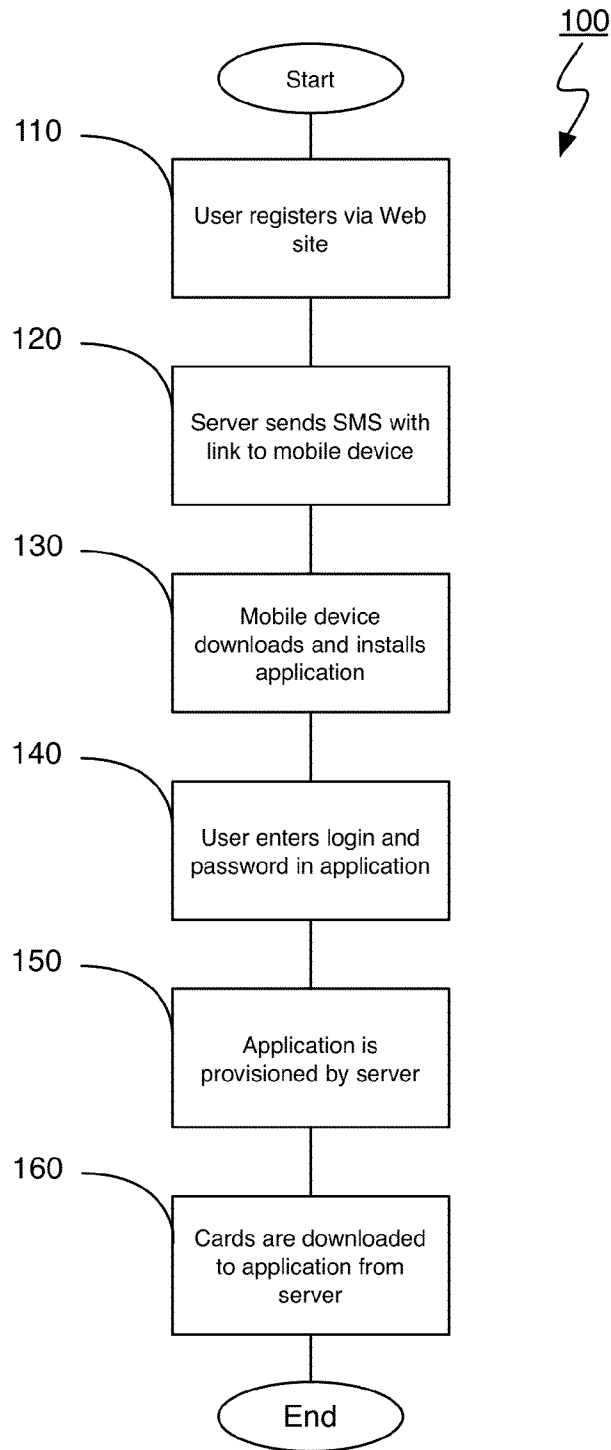 100
Start
110
User registers via Web
site
120
Server sends SMS with
link to mobile device
130
Mobile device
downloads and installs
application
140
User enters login and
password in application
150
Application is
provisioned by server
160
Cards are downloaded
to application from
server
End